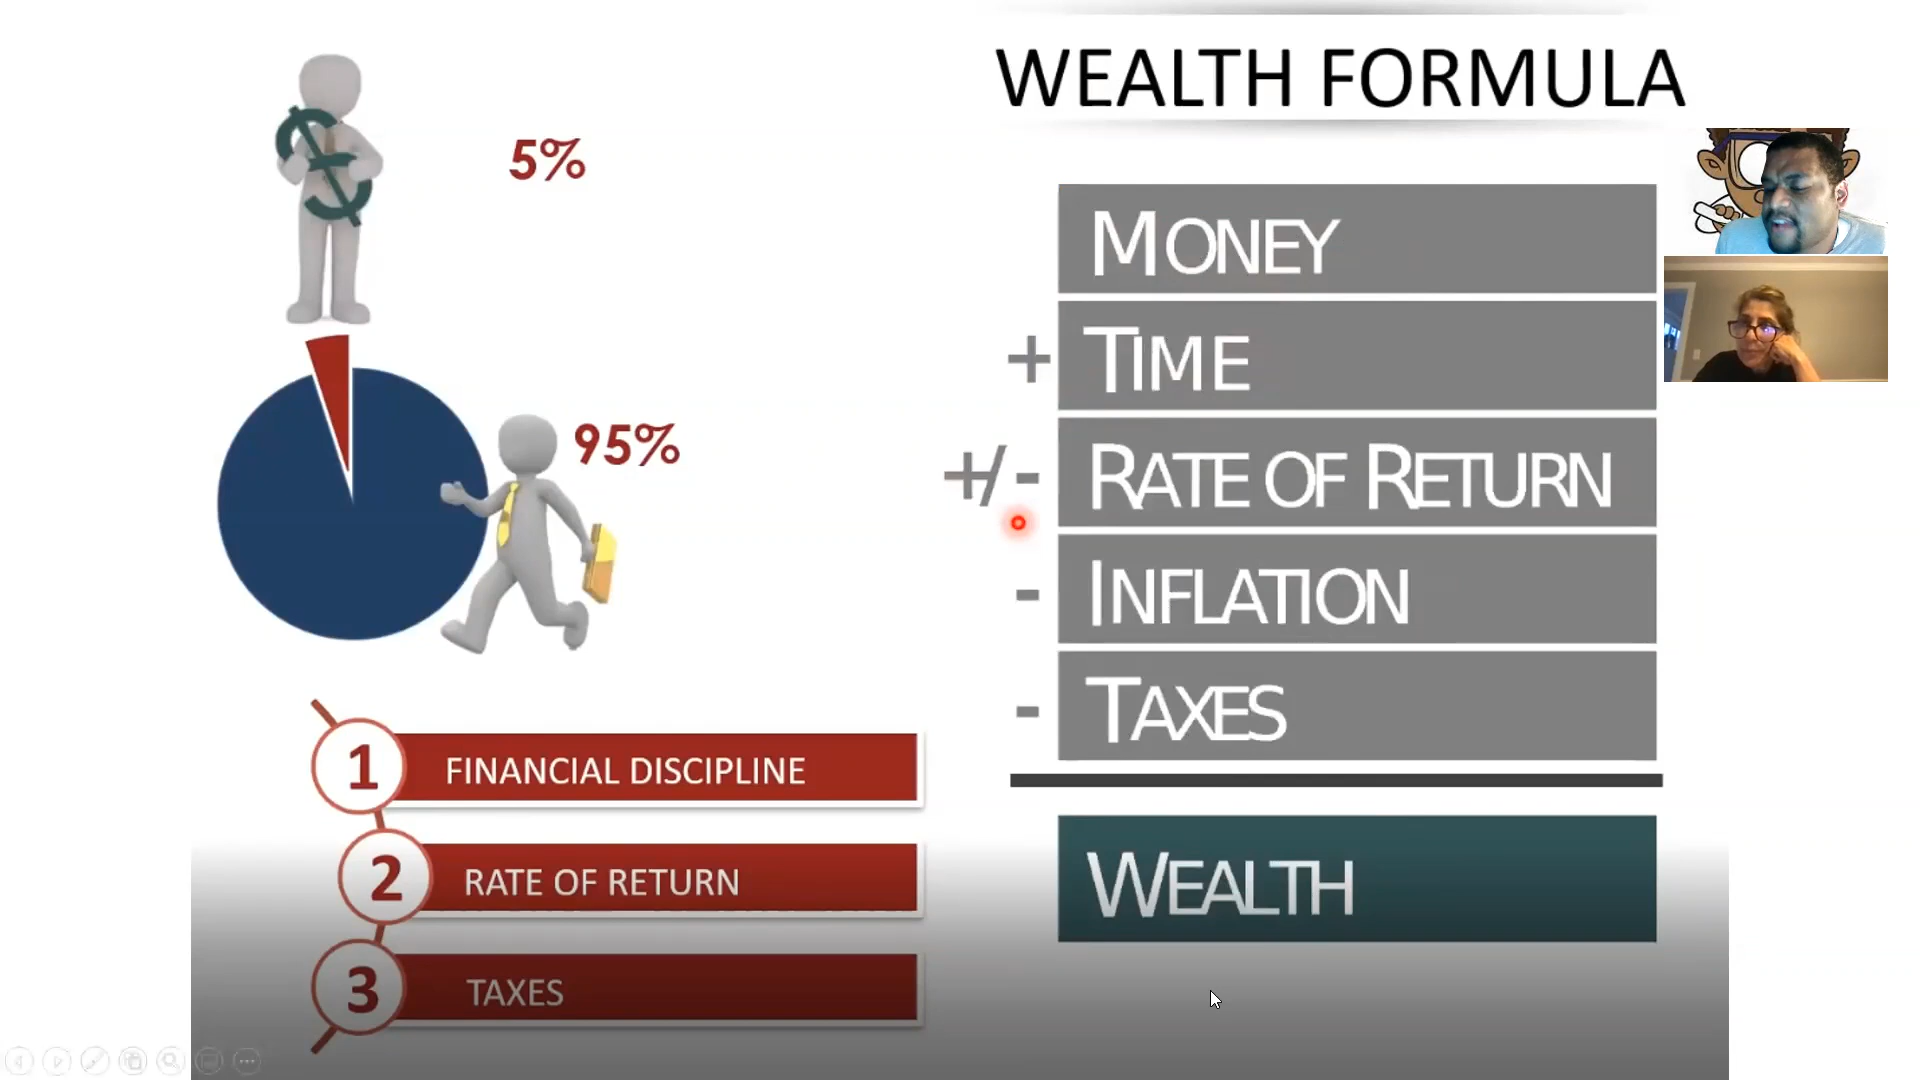 WEALTH FORMULA
5%
95%
MONEY
+ TIME
+/- RATE OF RETURN
- INFLATION
- TAXES
WEALTH
1 FINANCIAL DISCIPLINE
2 RATE OF RETURN
3 TAXES